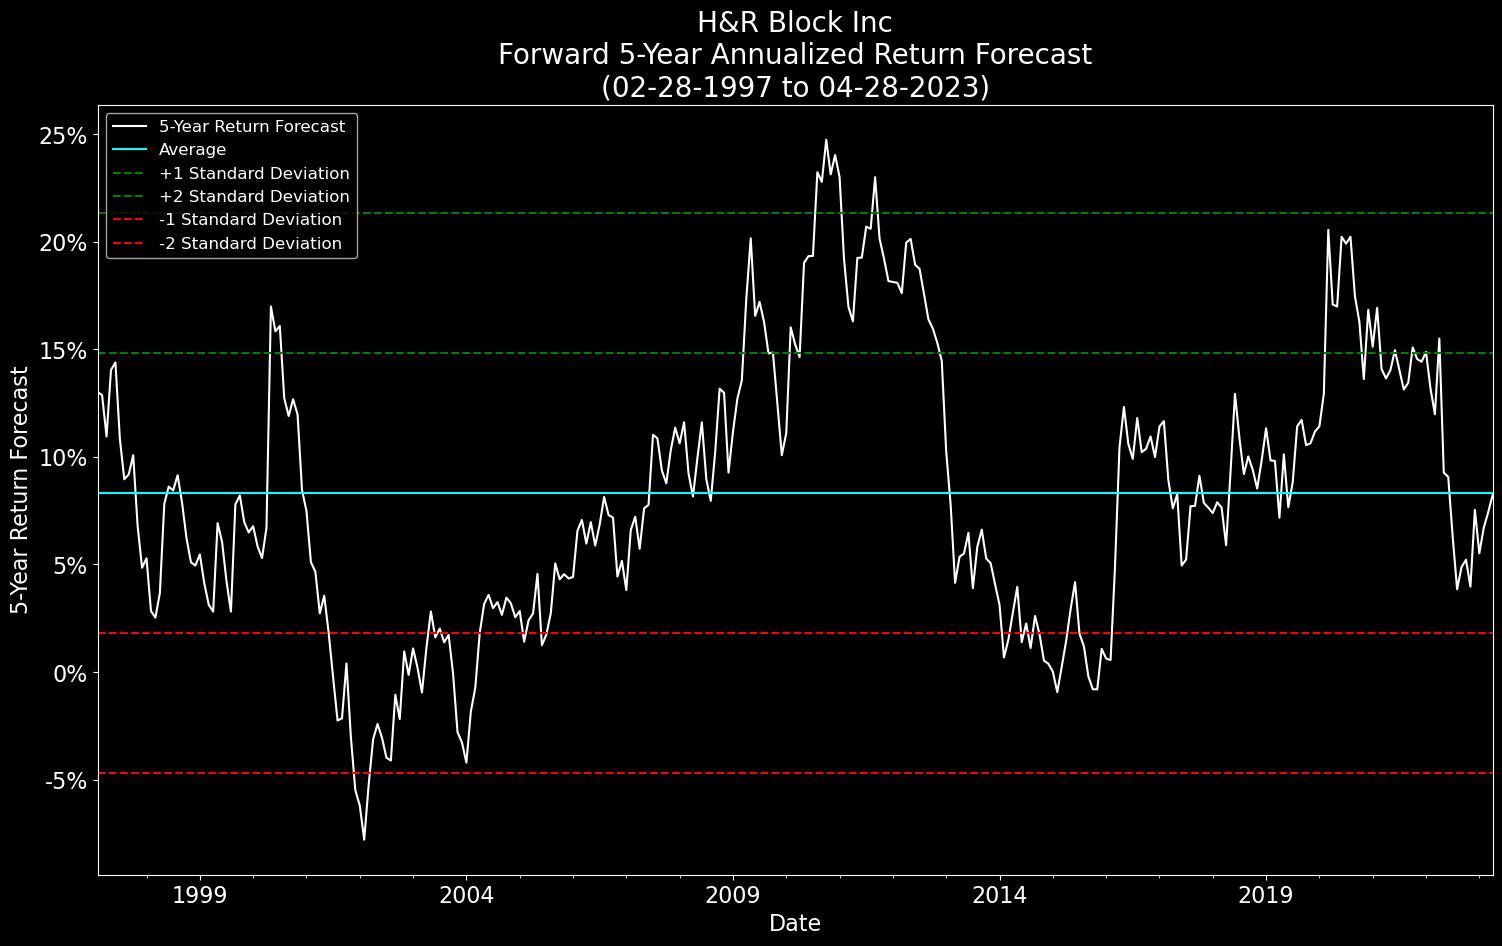 H&R Block Inc
Forward 5-Year Annualized Return Forecast
(02-28-1997 to 04-28-2023)
5-Year Return Forecast
Average
+1 Standard Deviation
+2 Standard Deviation
-1 Standard Deviation
-2 Standard Deviation
25%
20%
15%
10%
5%
0%
-5%
5-Year Return Forecast
1999
2004
2009
2014
2019
Date